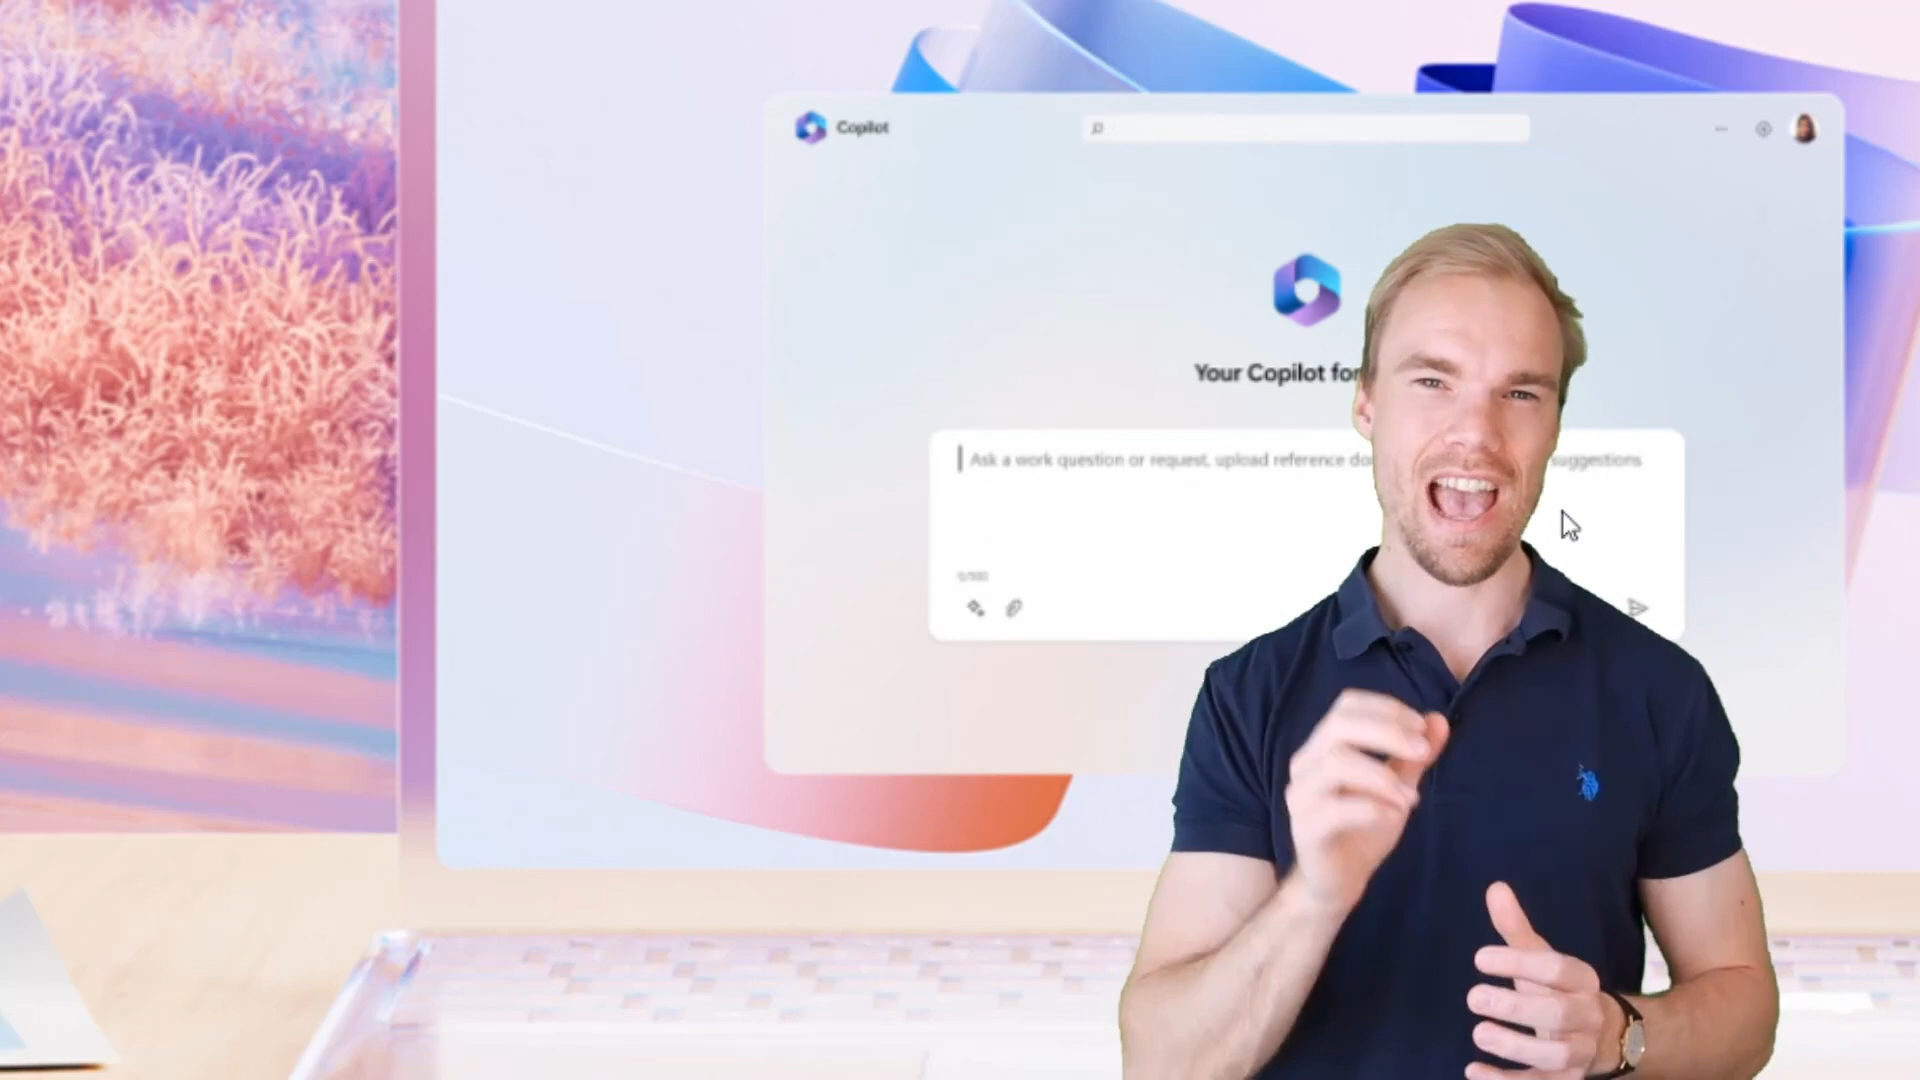 Copilot
Your Copilot for
Ask a work question or request, upload reference do
suggestions